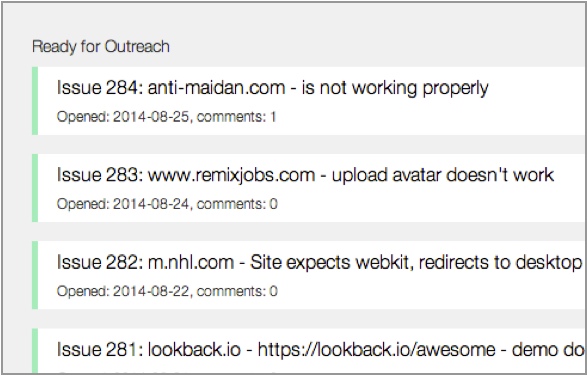 Ready for Outreach
Issue 284: anti-maidan.com - is not working properly
Opened: 2014-08-25, comments: 1
Issue 283: www.remixjobs.com - upload avatar doesn't work
Opened: 2014-08-24, comments: 0
Issue 282: m.nhl.com - Site expects webkit, redirects to desktop
Opened: 2014-08-22, comments: 0
Issue 281: lookback.io - https://lookback.io/awesome - demo do